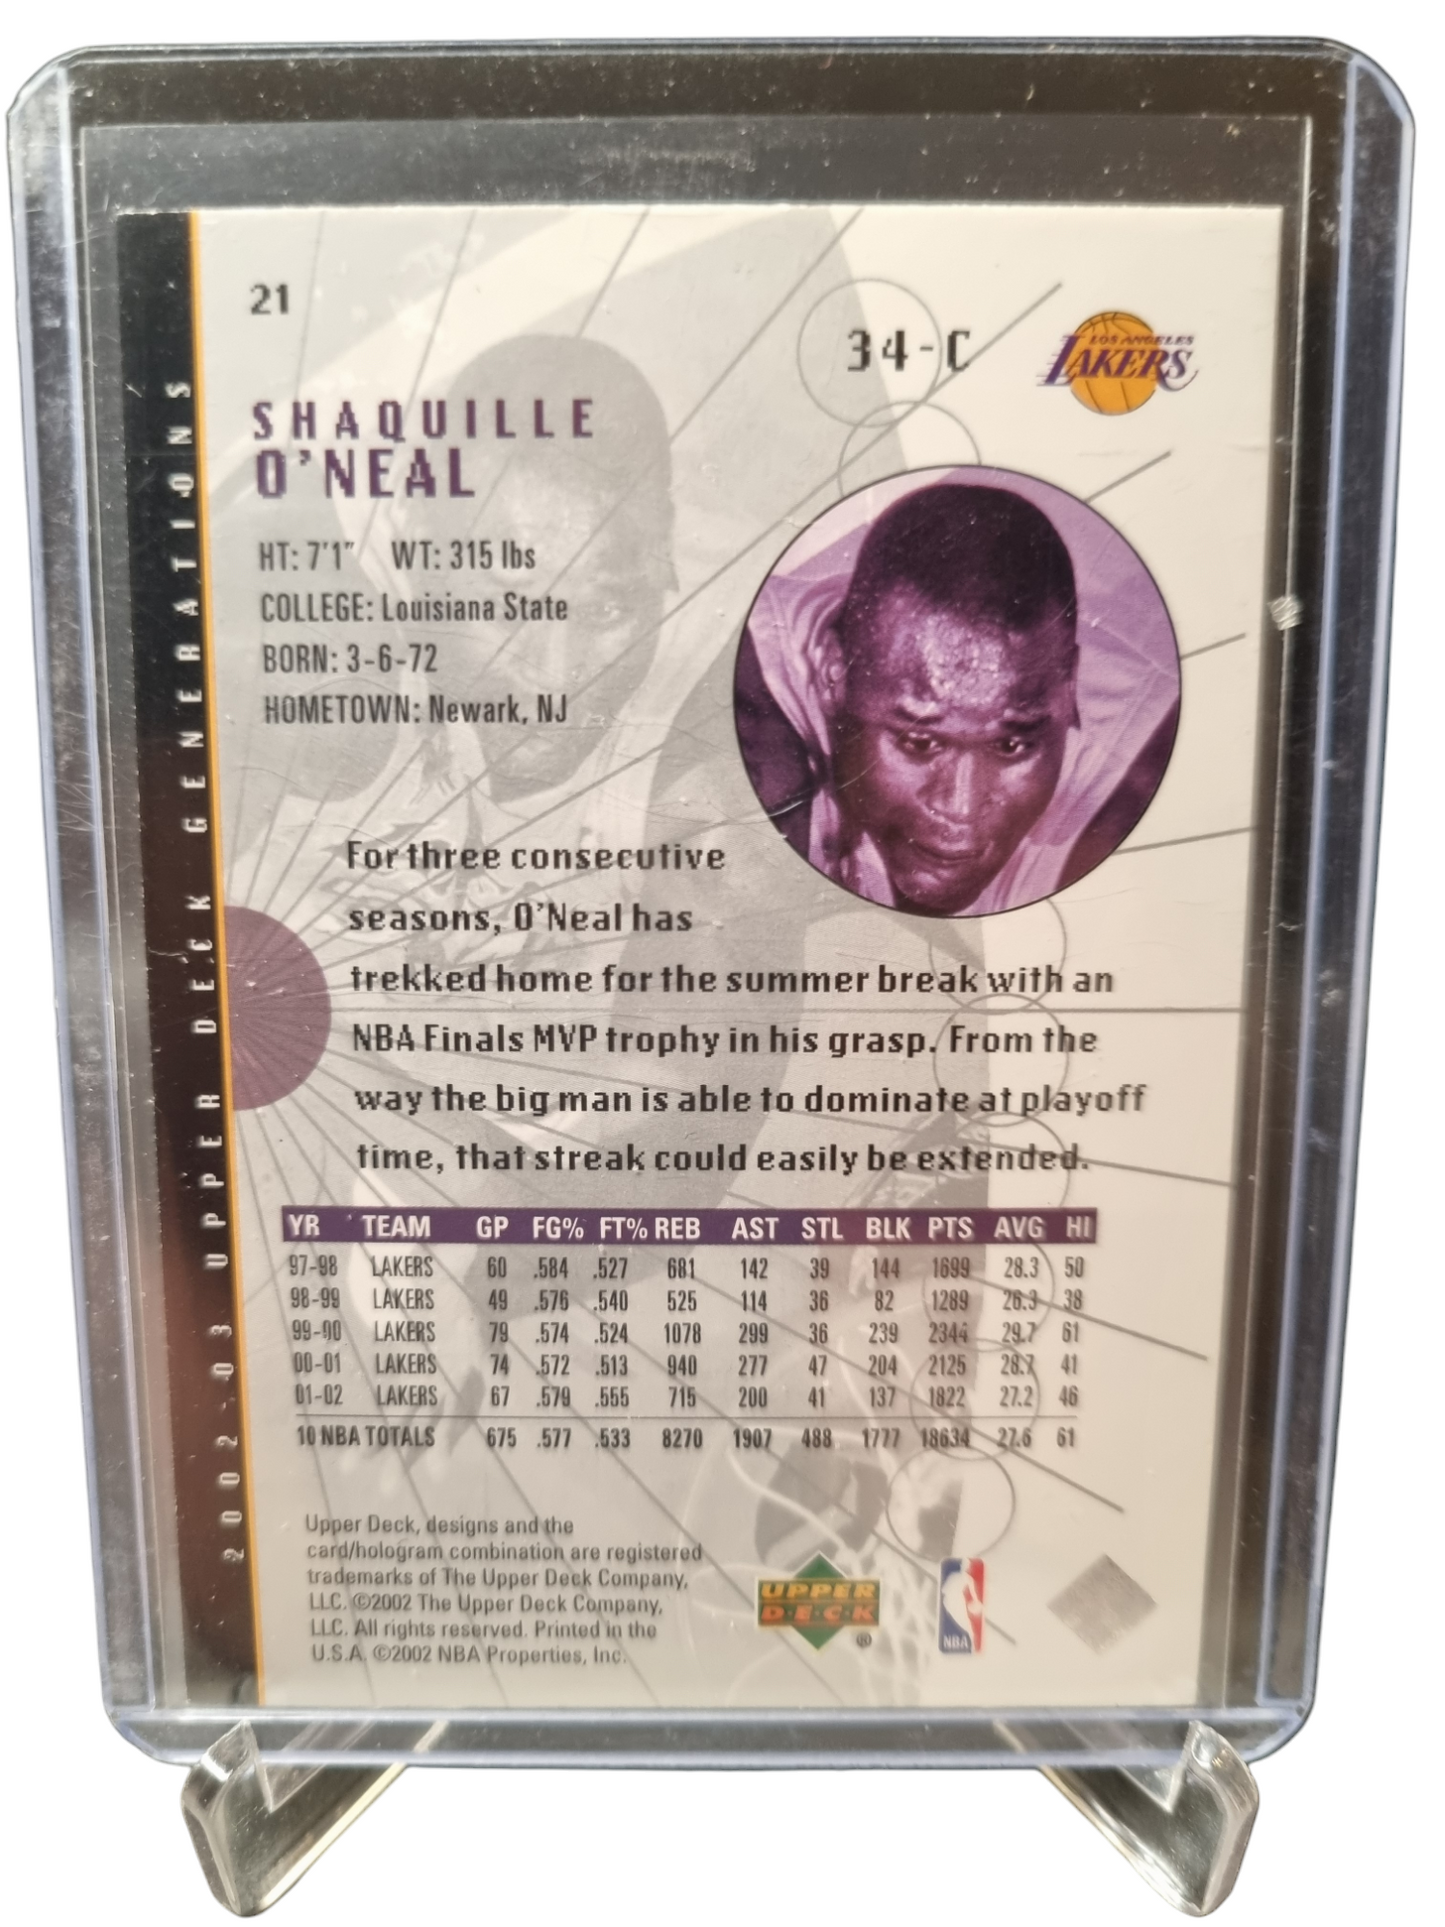 21
34-C
LOS ANGELES
LAKERS
SHAQUILLE
O'NEAL
HT: 7'1" WT: 315 lbs
COLLEGE: Louisiana State
BORN: 3-6-72
HOMETOWN: Newark, NJ
For three consecutive
seasons, O'Neal has
trekked home for the summer break with an
NBA Finals MVP trophy in his grasp. From the
way the big man is able to dominate at playoff
time, that streak could easily be extended.
YR TEAM GP FG% FT% REB AST STL BLK PTS AVG HI
97-98 LAKERS 60 .584 .527 681 142 39 144 1699 28.3 50
98-99 LAKERS 49 .576 .540 525 114 36 82 1289 26.3 38
99-00 LAKERS 79 .574 .524 1078 299 36 239 2344 29.7 61
00-01 LAKERS 74 .572 .513 940 277 47 204 2125 28.7 41
01-02 LAKERS 67 .579 .555 715 200 41 137 1822 27.2 46
10 NBA TOTALS 675 .577 .533 8270 1907 488 1777 18634 27.6 61
Upper Deck, designs and the
card/hologram combination are registered
trademarks of The Upper Deck Company,
LLC. ©2002 The Upper Deck Company,
LLC. All rights reserved. Printed in the
U.S.A. ©2002 NBA Properties, Inc.
UPPER
DECK
®
NBA
2002-03 UPPER DECK GENERATIONS